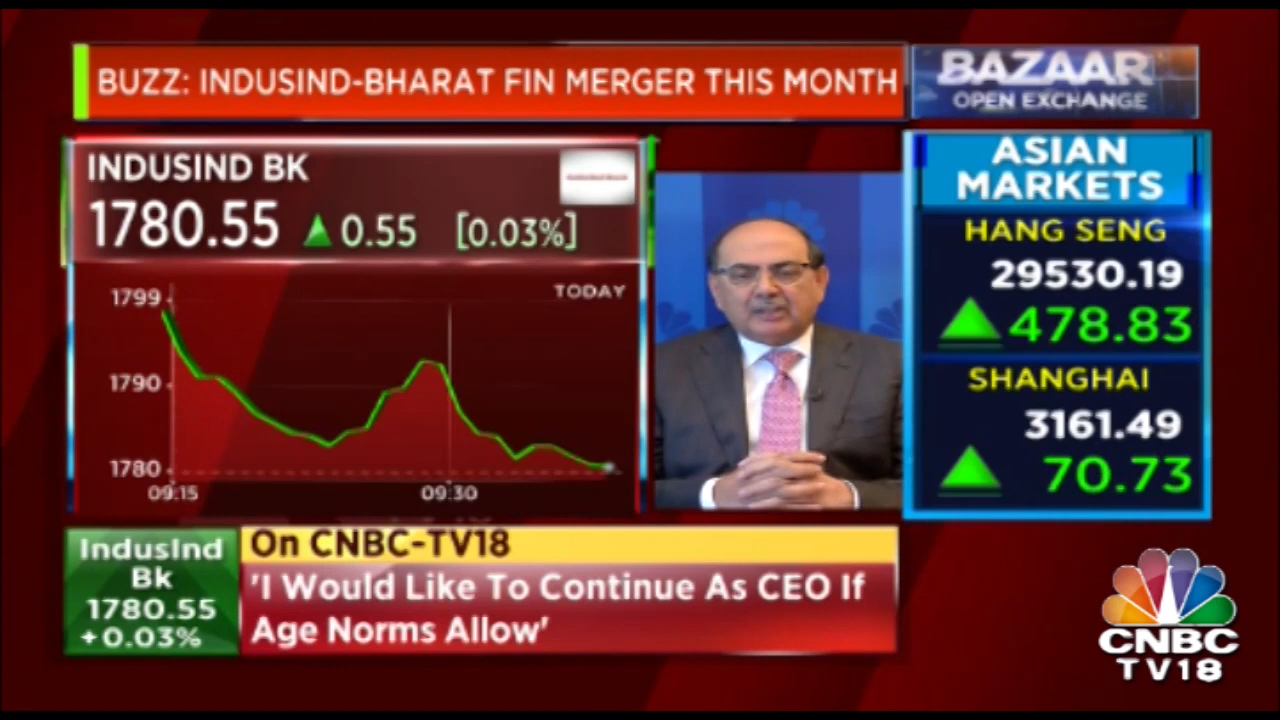 BUZZ: INDUSIND-BHARAT FIN MERGER THIS MONTH
BAZAAR
OPEN EXCHANGE
INDUSIND BK
1780.55 ▲ 0.55 [0.03%]
TODAY
1799
1790
1780
09:15 09:30
ASIAN
MARKETS
HANG SENG
29530.19
▲ 478.83
SHANGHAI
3161.49
▲ 70.73
IndusInd
Bk
1780.55
+0.03%
On CNBC-TV18
'I Would Like To Continue As CEO If
Age Norms Allow'
CNBC
TV18